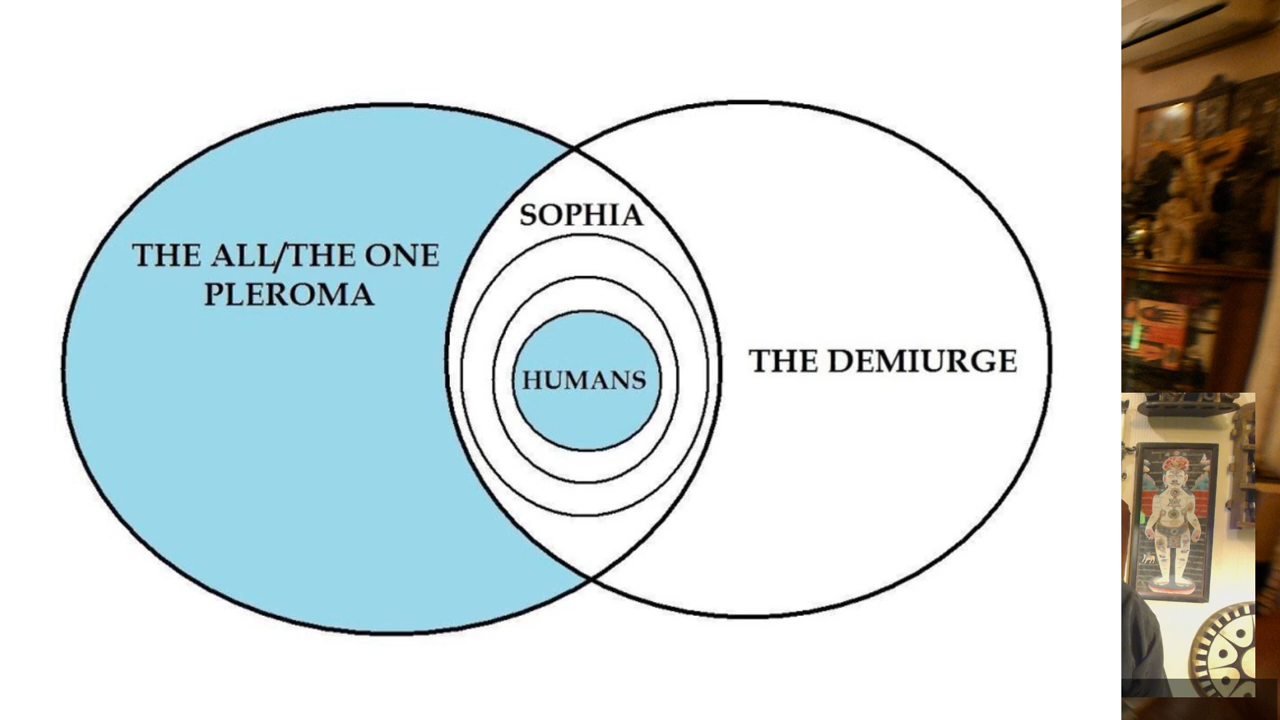 SOPHIA
THE ALL/THE ONE
PLEROMA
THE DEMIURGE
HUMANS